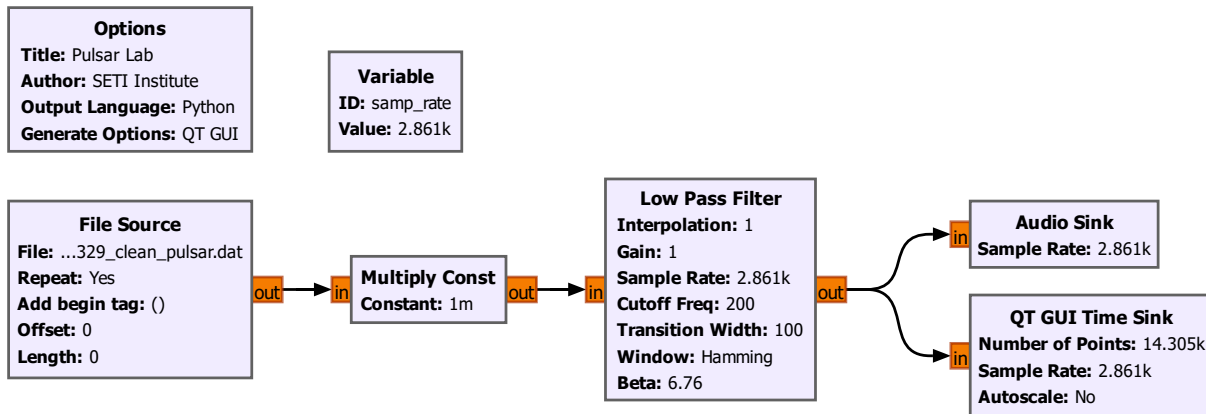 Options
Title: Pulsar Lab
Author: SETI Institute
Output Language: Python
Generate Options: QT GUI
Variable
ID: samp_rate
Value: 2.861k
File Source
File: ...329_clean_pulsar.dat
Repeat: Yes
Add begin tag: ()
Offset: 0
Length: 0
out
in
Multiply Const
Constant: 1m
out
in
Low Pass Filter
Interpolation: 1
Gain: 1
Sample Rate: 2.861k
Cutoff Freq: 200
Transition Width: 100
Window: Hamming
Beta: 6.76
out
in
Audio Sink
Sample Rate: 2.861k
in
QT GUI Time Sink
Number of Points: 14.305k
Sample Rate: 2.861k
Autoscale: No